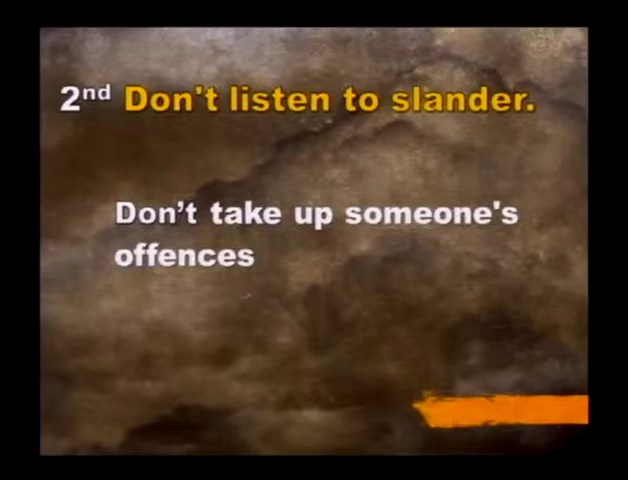 2nd Don't listen to slander.
Don’t take up someone's
offences